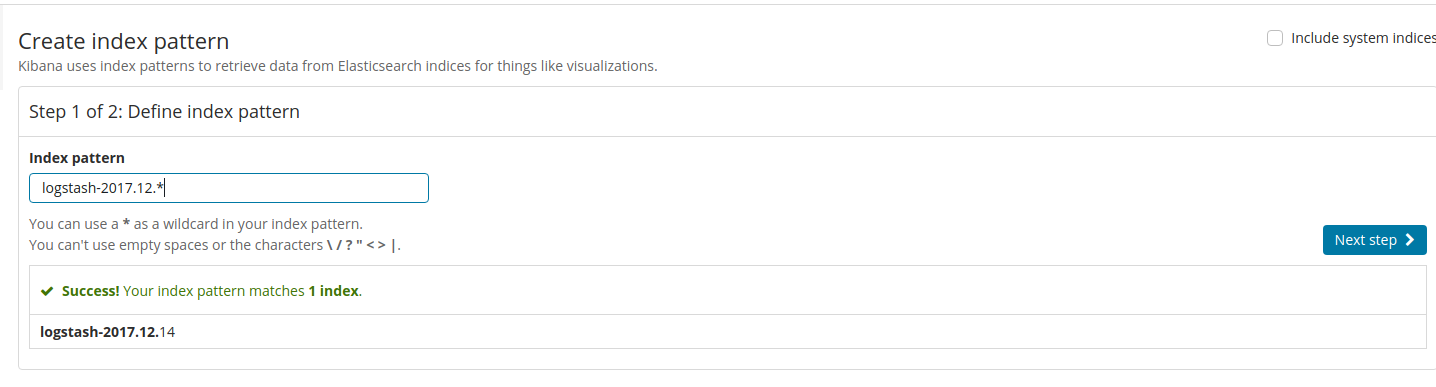 Create index pattern
Include system indices
Kibana uses index patterns to retrieve data from Elasticsearch indices for things like visualizations.
Step 1 of 2: Define index pattern
Index pattern
logstash-2017.12.*
You can use a * as a wildcard in your index pattern.
You can't use empty spaces or the characters \ / ? " < > |.
Next step
Success! Your index pattern matches 1 index.
logstash-2017.12.14